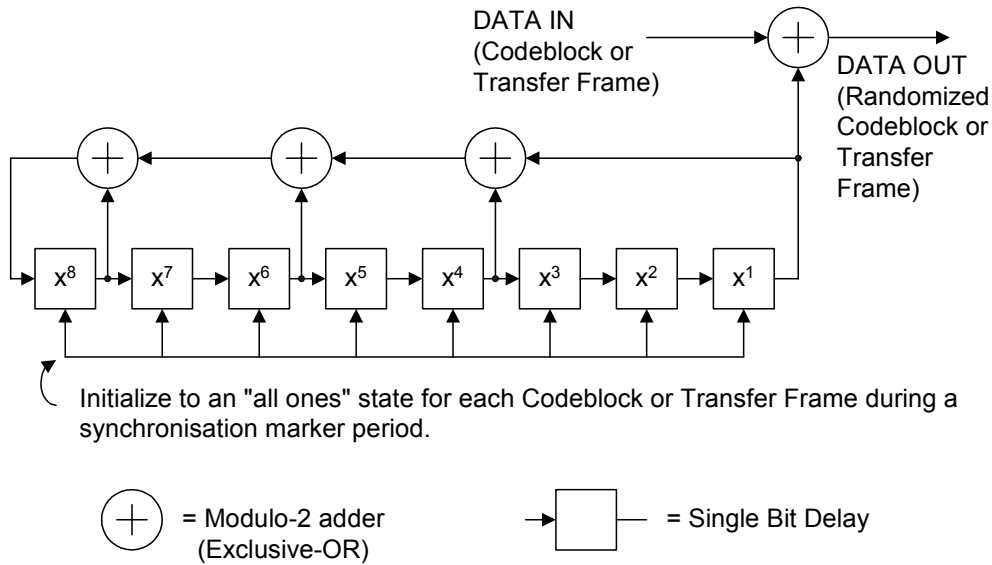 DATA IN
(Codeblock or
Transfer Frame)
DATA OUT
(Randomized
Codeblock or
Transfer
Frame)
x⁸ x⁷ x⁶ x⁵ x⁴ x³ x² x¹
Initialize to an "all ones" state for each Codeblock or Transfer Frame during a
synchronisation marker period.
= Modulo-2 adder
(Exclusive-OR)
= Single Bit Delay